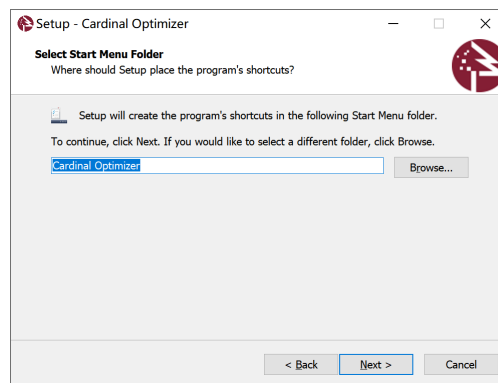 Setup - Cardinal Optimizer
Select Start Menu Folder
Where should Setup place the program's shortcuts?
Setup will create the program's shortcuts in the following Start Menu folder.
To continue, click Next. If you would like to select a different folder, click Browse.
Cardinal Optimizer
Browse...
< Back
Next >
Cancel